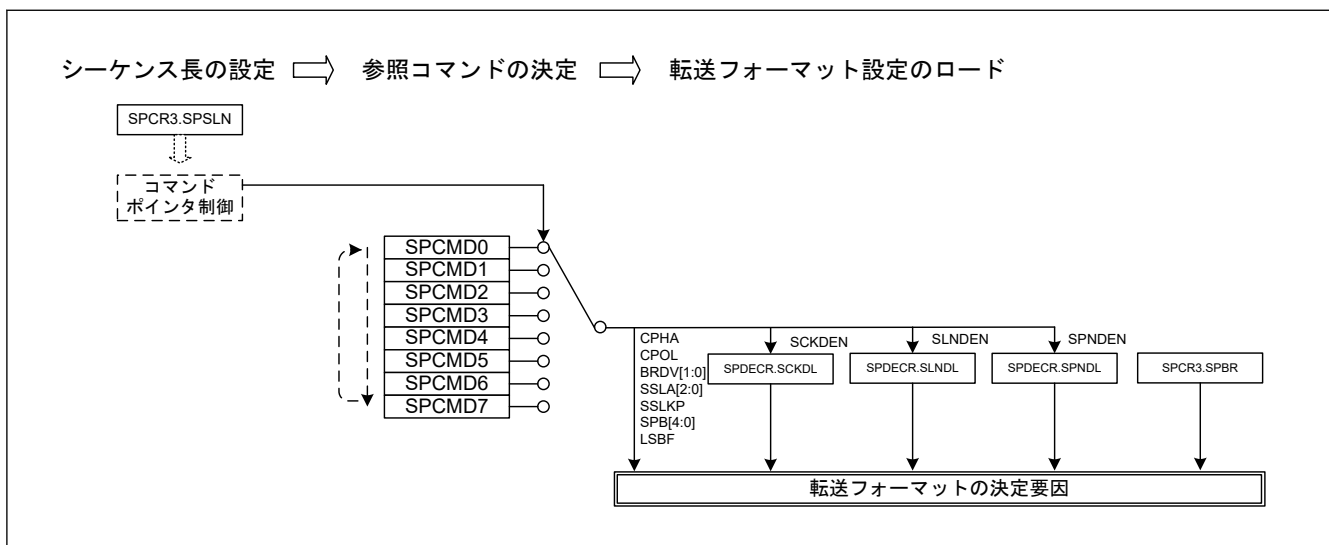 シーケンス長の設定 参照コマンドの決定 転送フォーマット設定のロード
SPCR3.SPSLN
コマンド
ポインタ制御
SPCMD0
SPCMD1
SPCMD2
SPCMD3
SPCMD4
SPCMD5
SPCMD6
SPCMD7
CPHA
CPOL
BRDV[1:0]
SSLA[2:0]
SSLKP
SPB[4:0]
LSBF
SCKDEN
SPDECR.SCKDL
SLNDEN
SPDECR.SLNDL
SPNDEN
SPDECR.SPNDL
SPCR3.SPBR
転送フォーマットの決定要因